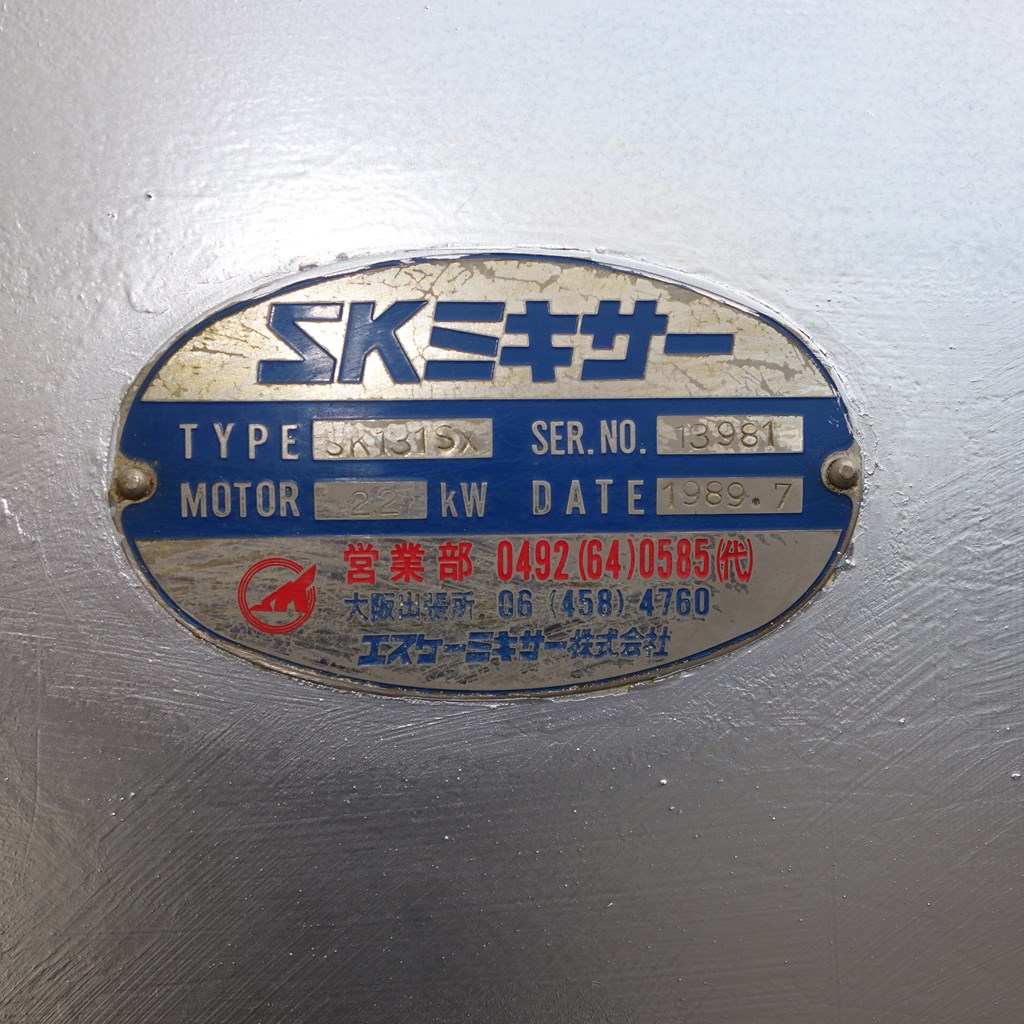 SKミキサー
TYPE SK131SX SER.NO. 13981
MOTOR 22 kW DATE 1989.7
営業部 0492(64)0585(代)
大阪出張所 06 (458) 4760
エスケーミキサー株式会社